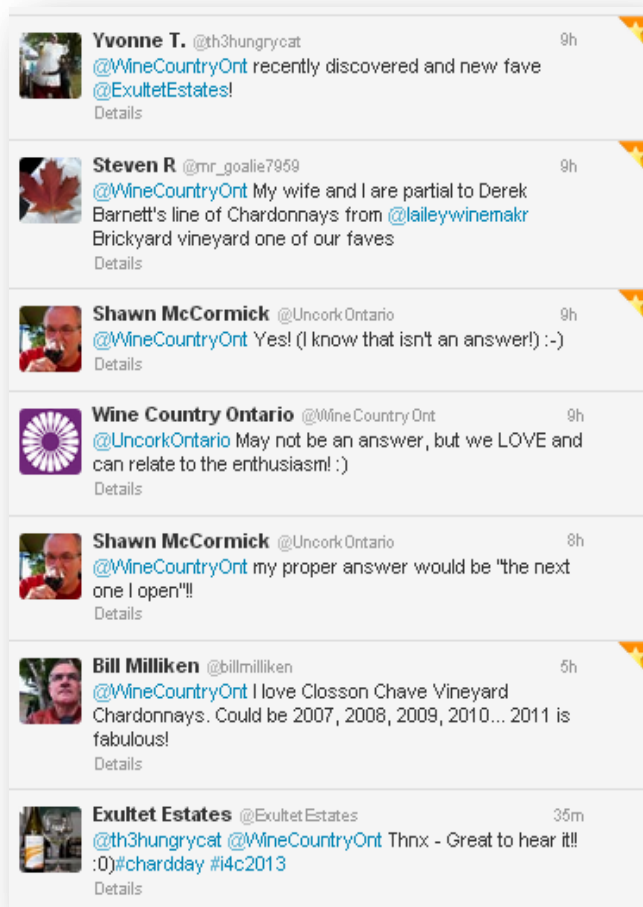 Yvonne T. @th3hungrycat 9h
@WineCountryOnt recently discovered and new fave
@ExultetEstates!
Details
Steven R @mr_goalie7959 9h
@WineCountryOnt My wife and I are partial to Derek
Barnett's line of Chardonnays from @laileywinemakr
Brickyard vineyard one of our faves
Details
Shawn McCormick @UncorkOntario 9h
@WineCountryOnt Yes! (I know that isn't an answer!) :-)
Details
Wine Country Ontario @WineCountryOnt 9h
@UncorkOntario May not be an answer, but we LOVE and
can relate to the enthusiasm! :)
Details
Shawn McCormick @UncorkOntario 8h
@WineCountryOnt my proper answer would be "the next
one I open"!!
Details
Bill Milliken @billmilliken 5h
@WineCountryOnt I love Closson Chave Vineyard
Chardonnays. Could be 2007, 2008, 2009, 2010... 2011 is
fabulous!
Details
Exultet Estates @ExultetEstates 35m
@th3hungrycat @WineCountryOnt Thnx - Great to hear it!!
:0)#chardday #i4c2013
Details